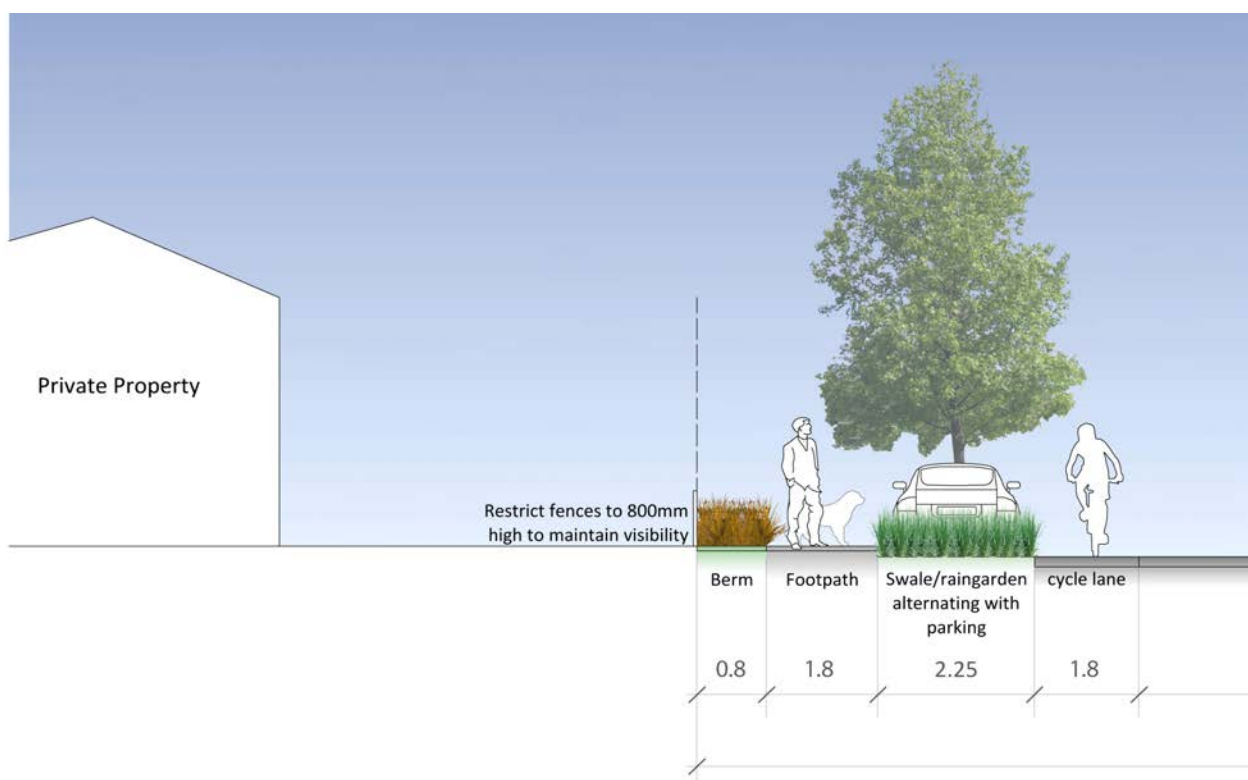 Private Property
Restrict fences to 800mm
high to maintain visibility
Berm
Footpath
Swale/raingarden
alternating with
parking
cycle lane
0.8
1.8
2.25
1.8